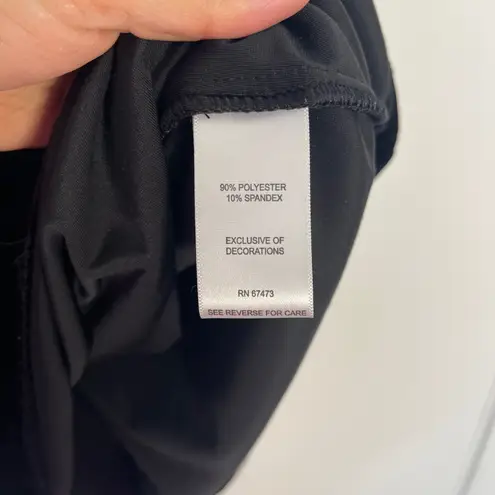 90% POLYESTER
10% SPANDEX
EXCLUSIVE OF
DECORATIONS
RN 67473
SEE REVERSE FOR CARE